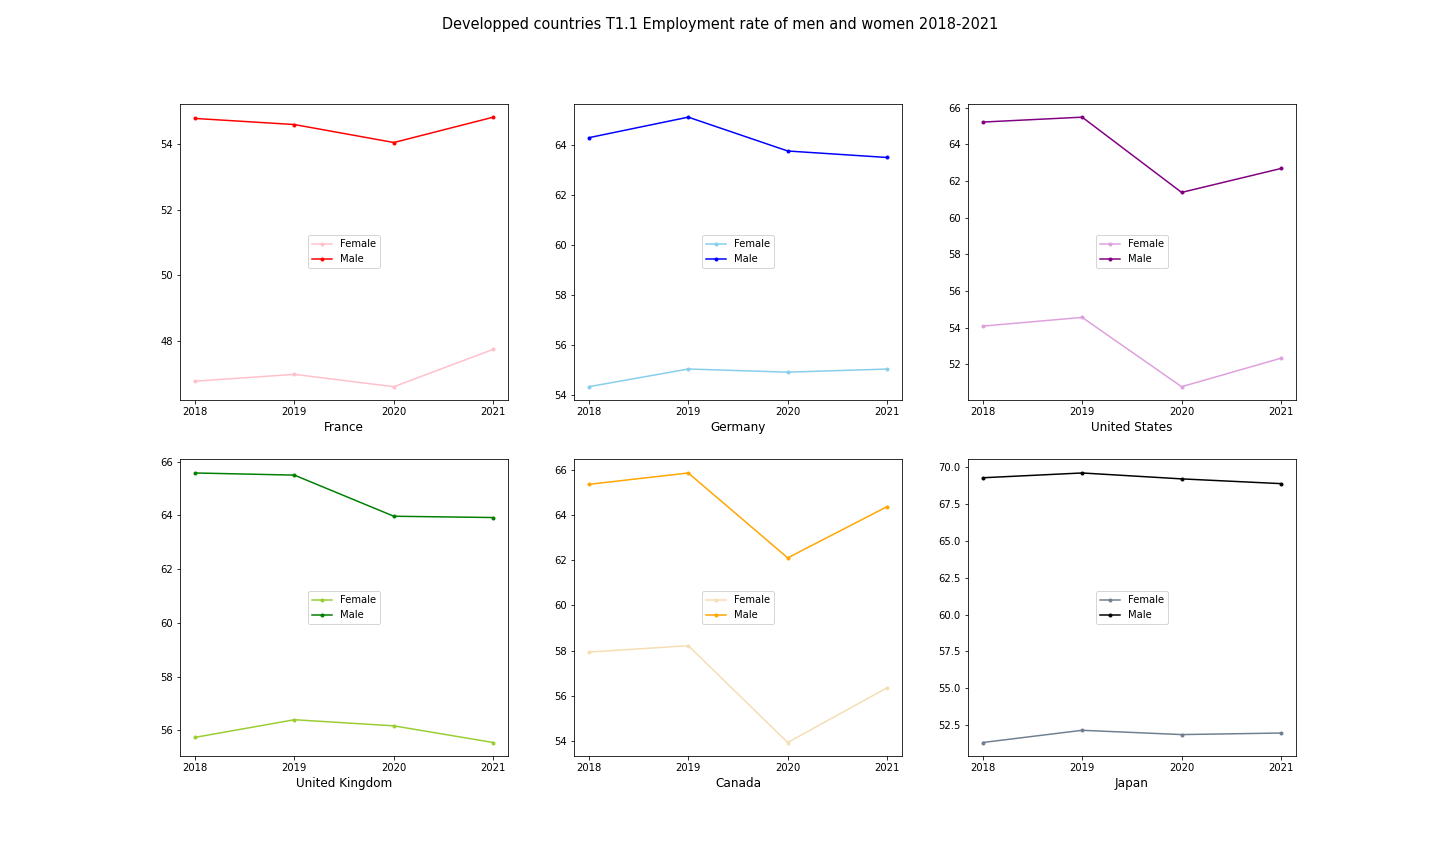 Developped countries T1.1 Employment rate of men and women 2018-2021
54
52
50
48
Female
Male
2018 2019 2020 2021
France
64
62
60
58
56
54
Female
Male
2018 2019 2020 2021
Germany
66
64
62
60
58
56
54
52
Female
Male
2018 2019 2020 2021
United States
66
64
62
60
58
56
Female
Male
2018 2019 2020 2021
United Kingdom
66
64
62
60
58
56
54
Female
Male
2018 2019 2020 2021
Canada
70.0
67.5
65.0
62.5
60.0
57.5
55.0
52.5
Female
Male
2018 2019 2020 2021
Japan